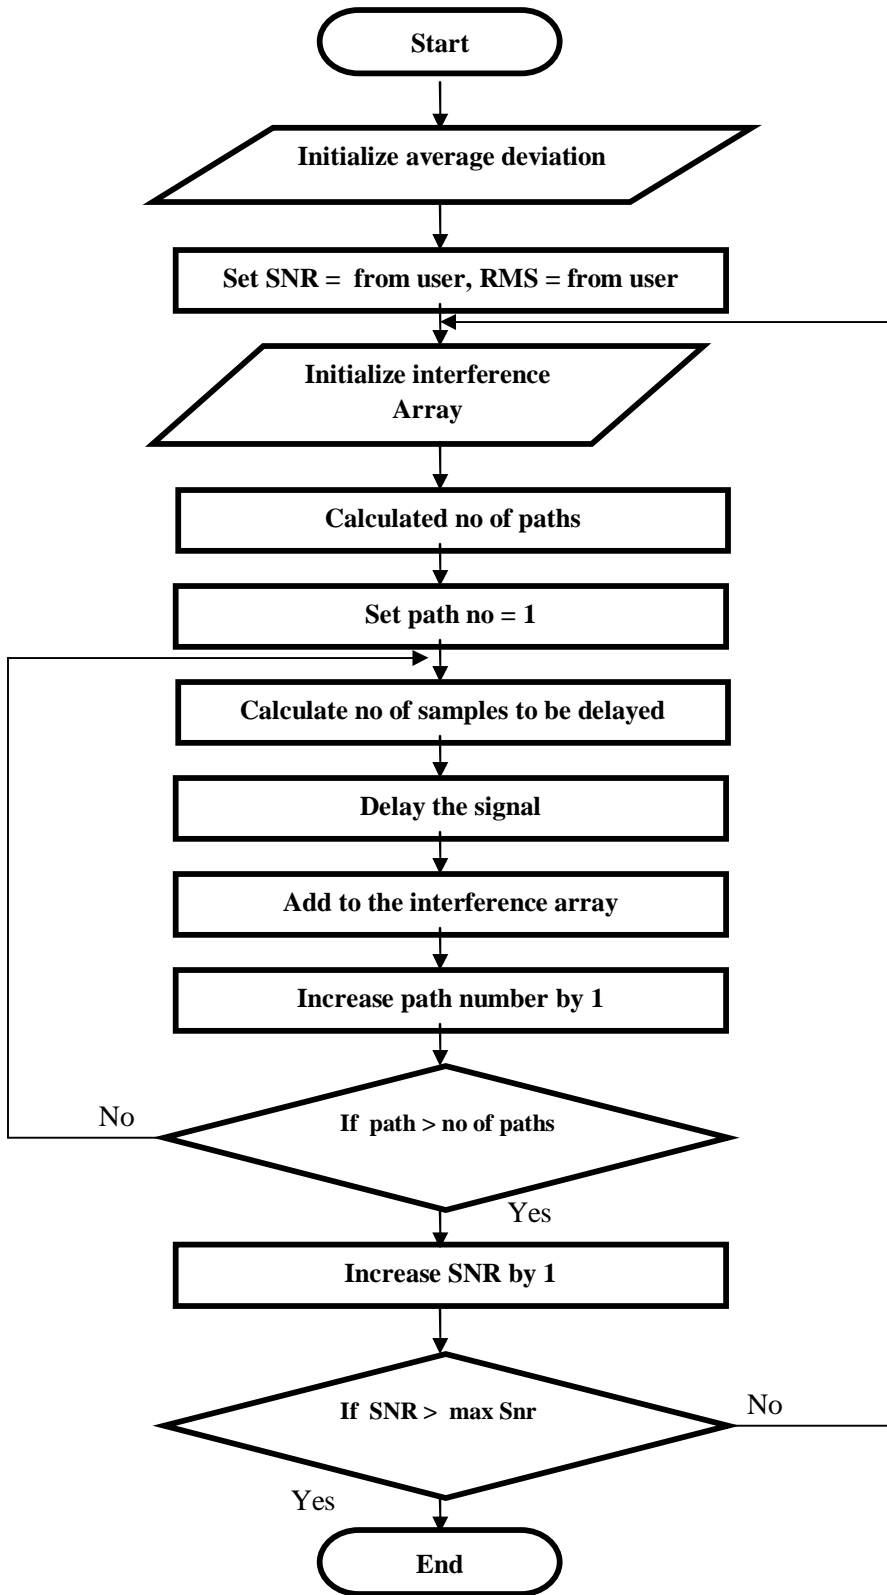 Start
Initialize average deviation
Set SNR =  from user, RMS = from user
Initialize interference
Array
Calculated no of paths
Set path no = 1
Calculate no of samples to be delayed
Delay the signal
Add to the interference array
Increase path number by 1
If  path > no of paths
No
Yes
Increase SNR by 1
If  SNR >  max Snr
No
Yes
End